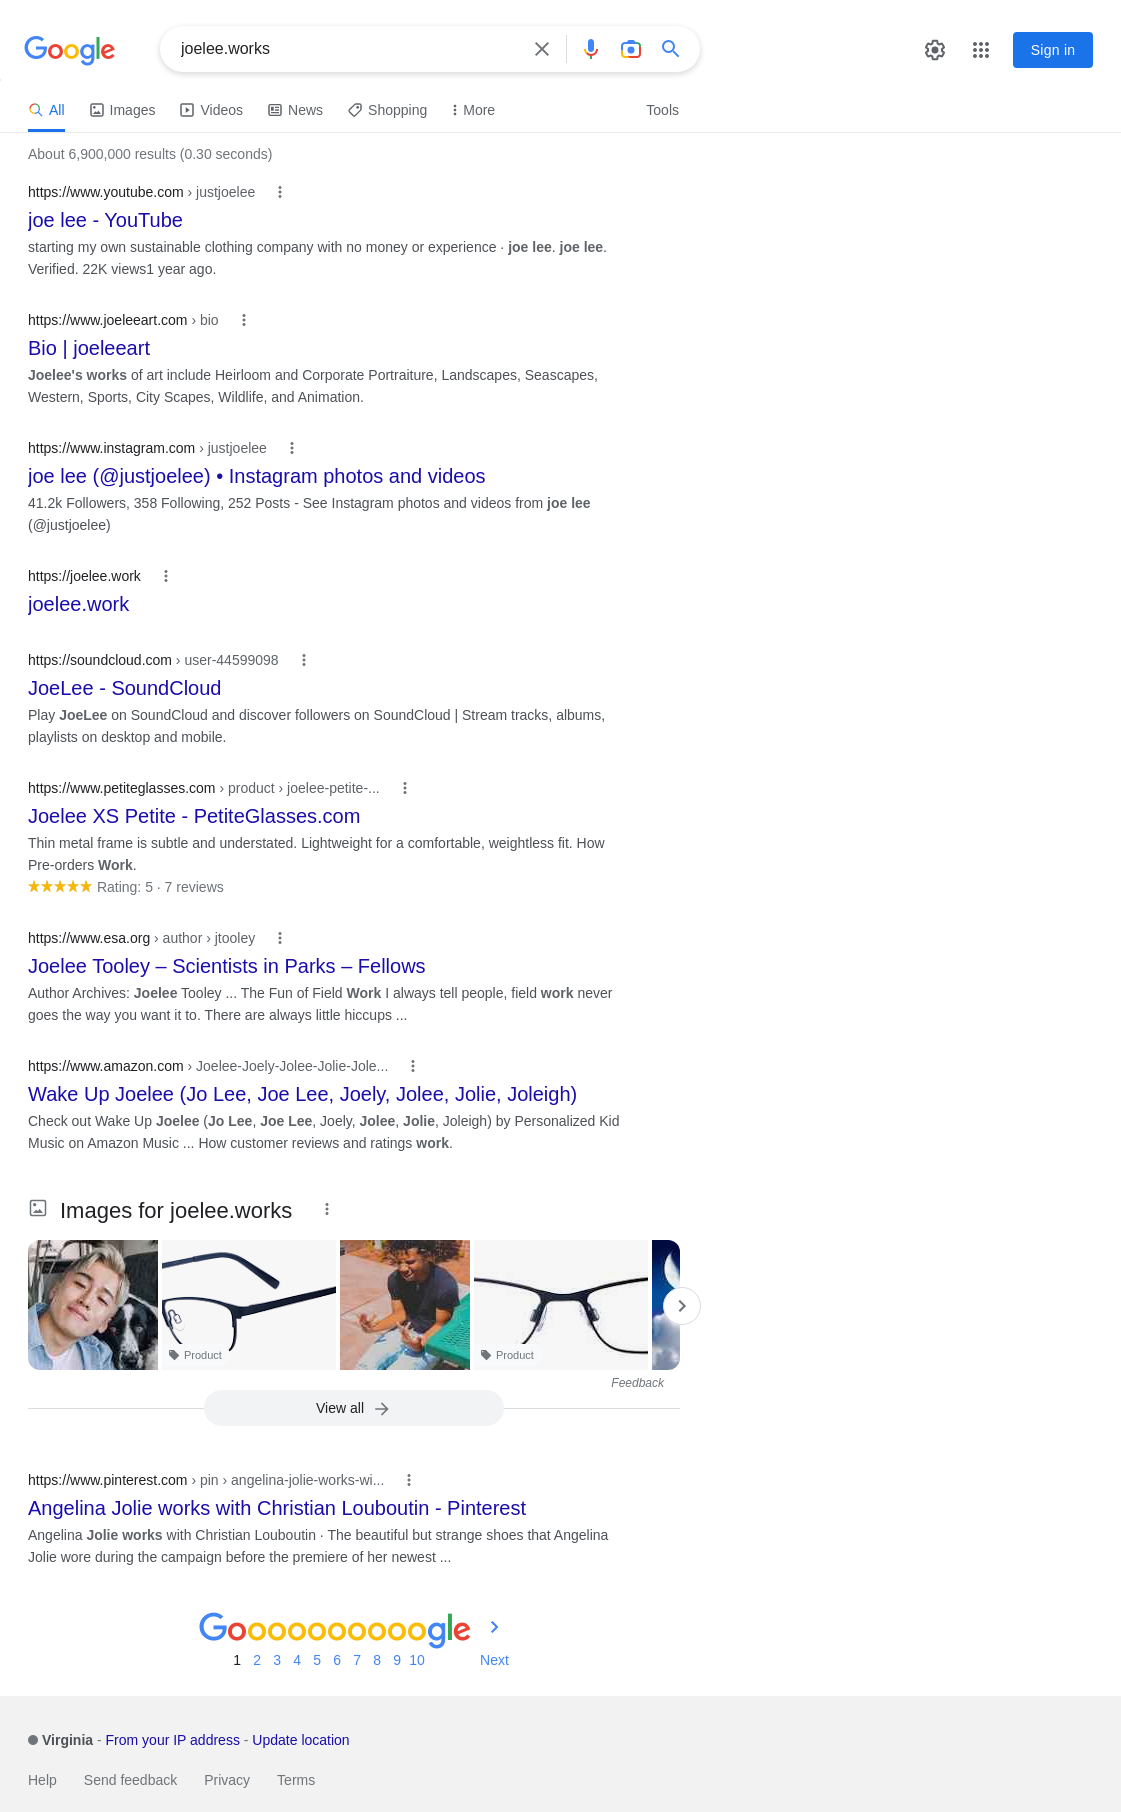 Google
joelee.works
Sign in
All Images Videos News Shopping More Tools
About 6,900,000 results (0.30 seconds)
https://www.youtube.com › justjoelee
joe lee - YouTube
starting my own sustainable clothing company with no money or experience · joe lee. joe lee.
Verified. 22K views1 year ago.
https://www.joeleeart.com › bio
Bio | joeleeart
Joelee's works of art include Heirloom and Corporate Portraiture, Landscapes, Seascapes,
Western, Sports, City Scapes, Wildlife, and Animation.
https://www.instagram.com › justjoelee
joe lee (@justjoelee) • Instagram photos and videos
41.2k Followers, 358 Following, 252 Posts - See Instagram photos and videos from joe lee
(@justjoelee)
https://joelee.work
joelee.work
https://soundcloud.com › user-44599098
JoeLee - SoundCloud
Play JoeLee on SoundCloud and discover followers on SoundCloud | Stream tracks, albums,
playlists on desktop and mobile.
https://www.petiteglasses.com › product › joelee-petite-...
Joelee XS Petite - PetiteGlasses.com
Thin metal frame is subtle and understated. Lightweight for a comfortable, weightless fit. How
Pre-orders Work.
Rating: 5 · 7 reviews
https://www.esa.org › author › jtooley
Joelee Tooley – Scientists in Parks – Fellows
Author Archives: Joelee Tooley ... The Fun of Field Work I always tell people, field work never
goes the way you want it to. There are always little hiccups ...
https://www.amazon.com › Joelee-Joely-Jolee-Jolie-Jole...
Wake Up Joelee (Jo Lee, Joe Lee, Joely, Jolee, Jolie, Joleigh)
Check out Wake Up Joelee (Jo Lee, Joe Lee, Joely, Jolee, Jolie, Joleigh) by Personalized Kid
Music on Amazon Music ... How customer reviews and ratings work.
Images for joelee.works
Product Product
Feedback
View all
https://www.pinterest.com › pin › angelina-jolie-works-wi...
Angelina Jolie works with Christian Louboutin - Pinterest
Angelina Jolie works with Christian Louboutin · The beautiful but strange shoes that Angelina
Jolie wore during the campaign before the premiere of her newest ...
Goooooooooogle
1 2 3 4 5 6 7 8 9 10 Next
Virginia - From your IP address - Update location
Help Send feedback Privacy Terms